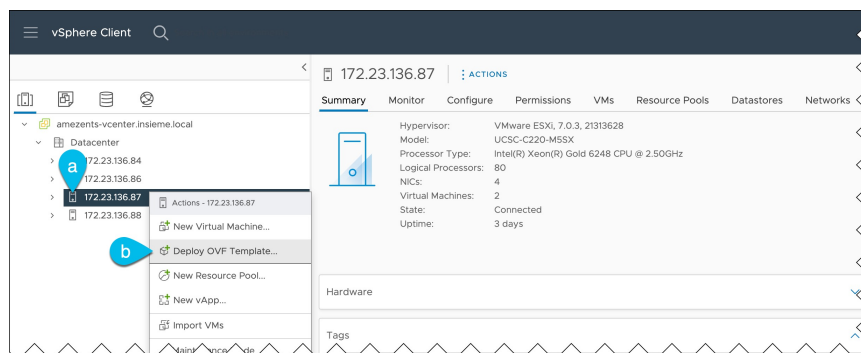 vSphere Client
172.23.136.87
ACTIONS
Summary Monitor Configure Permissions VMs Resource Pools Datastores Networks
amezents-vcenter.insieme.local
Datacenter
172.23.136.84
172.23.136.86
172.23.136.87
172.23.136.88
a
b
Actions - 172.23.136.87
New Virtual Machine...
Deploy OVF Template...
New Resource Pool...
New vApp...
Import VMs
Hypervisor: VMware ESXi, 7.0.3, 21313628
Model: UCSC-C220-M5SX
Processor Type: Intel(R) Xeon(R) Gold 6248 CPU @ 2.50GHz
Logical Processors: 80
NICs: 4
Virtual Machines: 2
State: Connected
Uptime: 3 days
Hardware
Tags